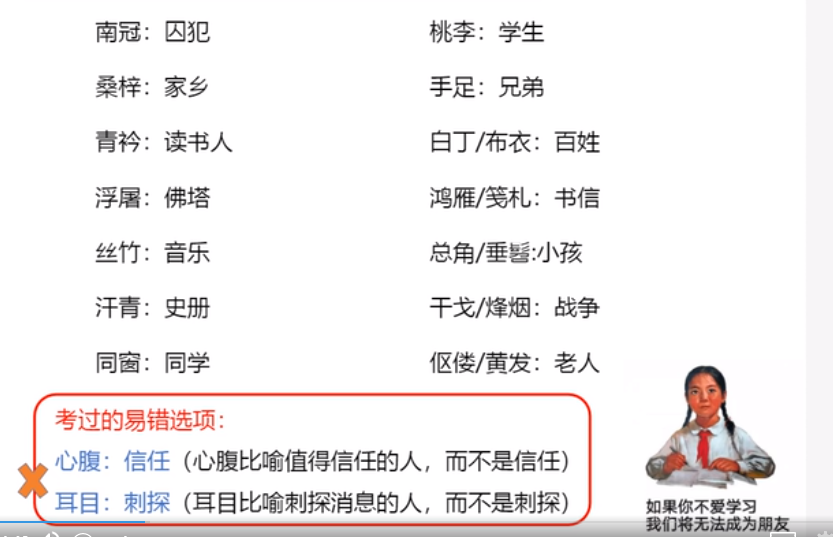 南冠：囚犯 桃李：学生
桑梓：家乡 手足：兄弟
青衿：读书人 白丁/布衣：百姓
浮屠：佛塔 鸿雁/笺札：书信
丝竹：音乐 总角/垂髫:小孩
汗青：史册 干戈/烽烟：战争
同窗：同学 伛偻/黄发：老人
考过的易错选项：
心腹：信任（心腹比喻值得信任的人，而不是信任）
耳目：刺探（耳目比喻刺探消息的人，而不是刺探）
如果你不爱学习
我们将无法成为朋友